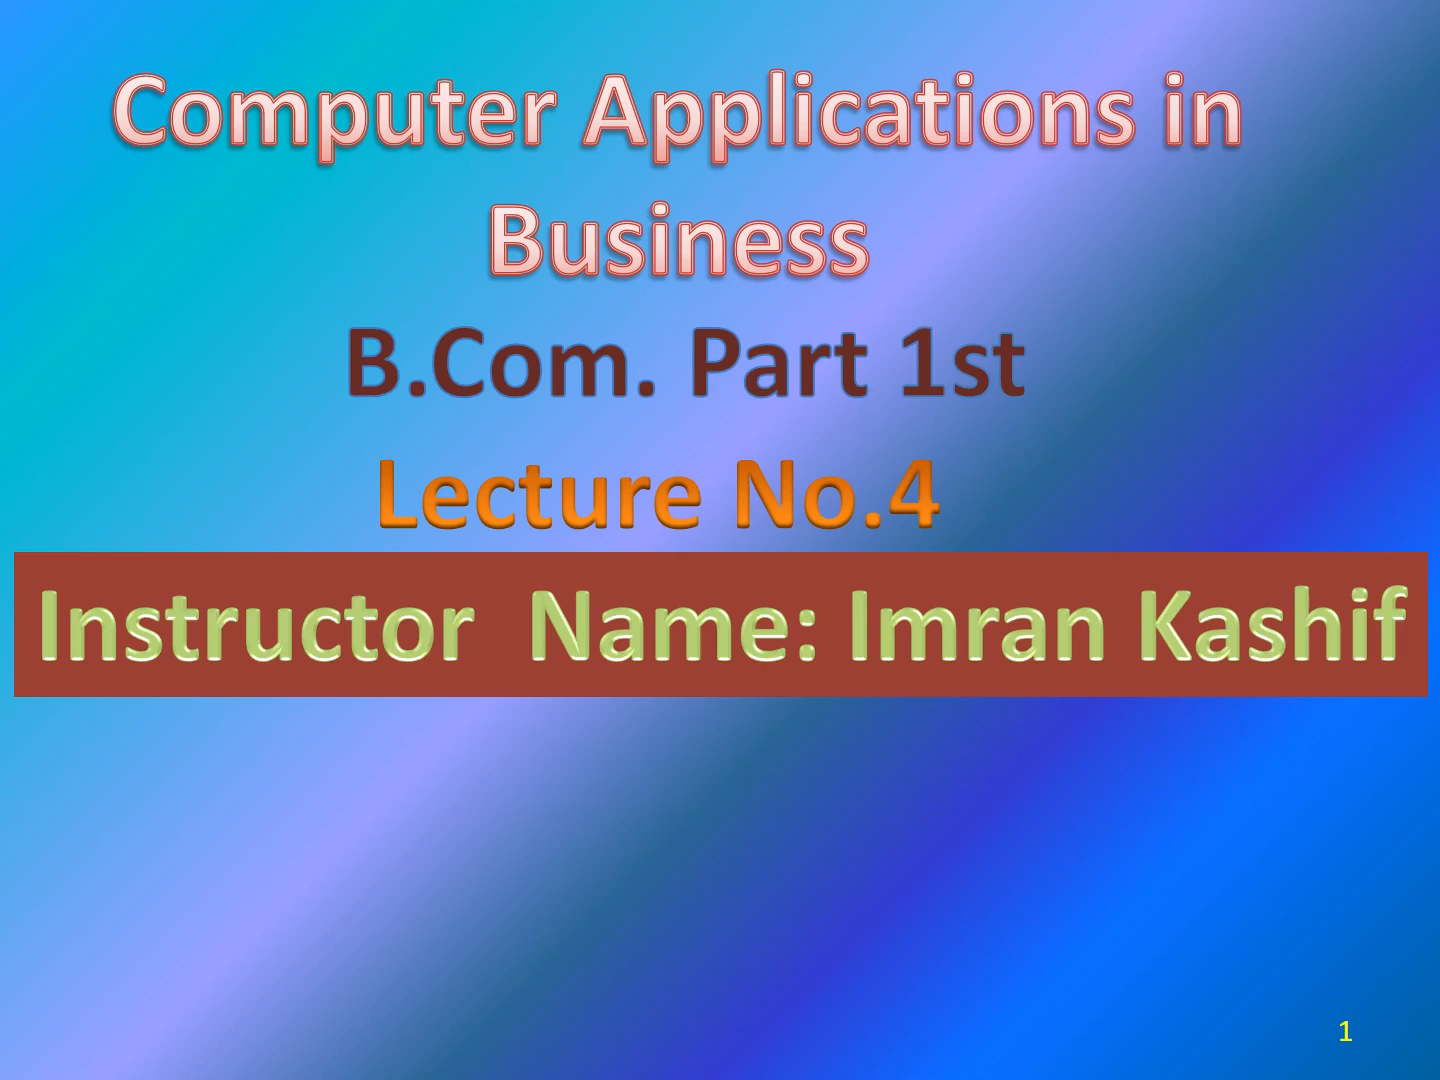 Computer Applications in
Business
B.Com. Part 1st
Lecture No.4
Instructor  Name: Imran Kashif
1